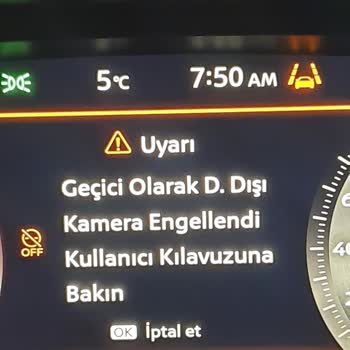 5°C
7:50 AM
Uyarı
Geçici Olarak D. Dışı
Kamera Engellendi
OFF
Kullanıcı Kılavuzuna
Bakın
OK İptal et